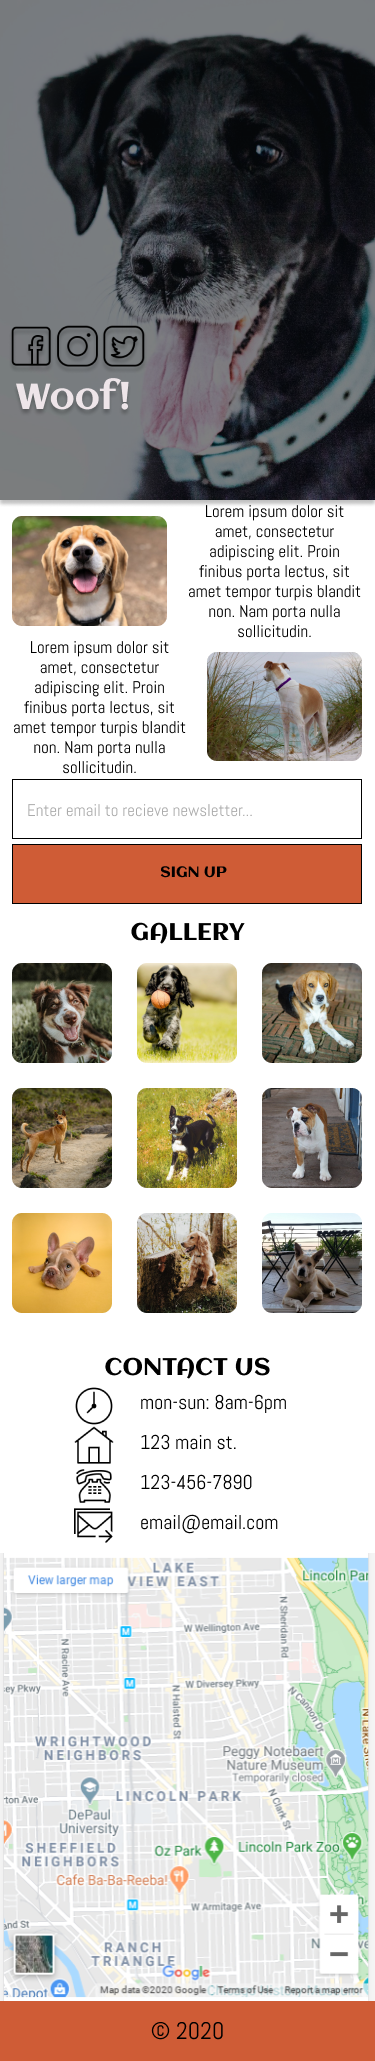 Woof!
Lorem ipsum dolor sit
amet, consectetur
adipiscing elit. Proin
finibus porta lectus, sit
amet tempor turpis blandit
non. Nam porta nulla
sollicitudin.
Lorem ipsum dolor sit
amet, consectetur
adipiscing elit. Proin
finibus porta lectus, sit
amet tempor turpis blandit
non. Nam porta nulla
sollicitudin.
Enter email to recieve newsletter...
SIGN UP
GALLERY
CONTACT US
mon-sun: 8am-6pm
123 main st.
123-456-7890
email@email.com
View larger map
LAKE
VIEW EAST
Lincoln Par
N Racine Ave
N Sheridan Rd
W Wellington Ave
sey Pkwy
W Diversey Pkwy
N Halsted St
N Cannon Dr
N Lake Sho
WRIGHTWOOD
NEIGHBORS
Peggy Notebaert
Nature Museum
Temporarily closed
rton Ave
LINCOLN PARK
N Clark St
DePaul
University
SHEFFIELD
NEIGHBORS
Oz Park
Lincoln Park Zoo
Cafe Ba-Ba-Reeba!
W Armitage Ave
and St
RANCH
TRIANGLE
Google
e Depot
Map data ©2020 Google
Terms of Use
Report a map error
© 2020